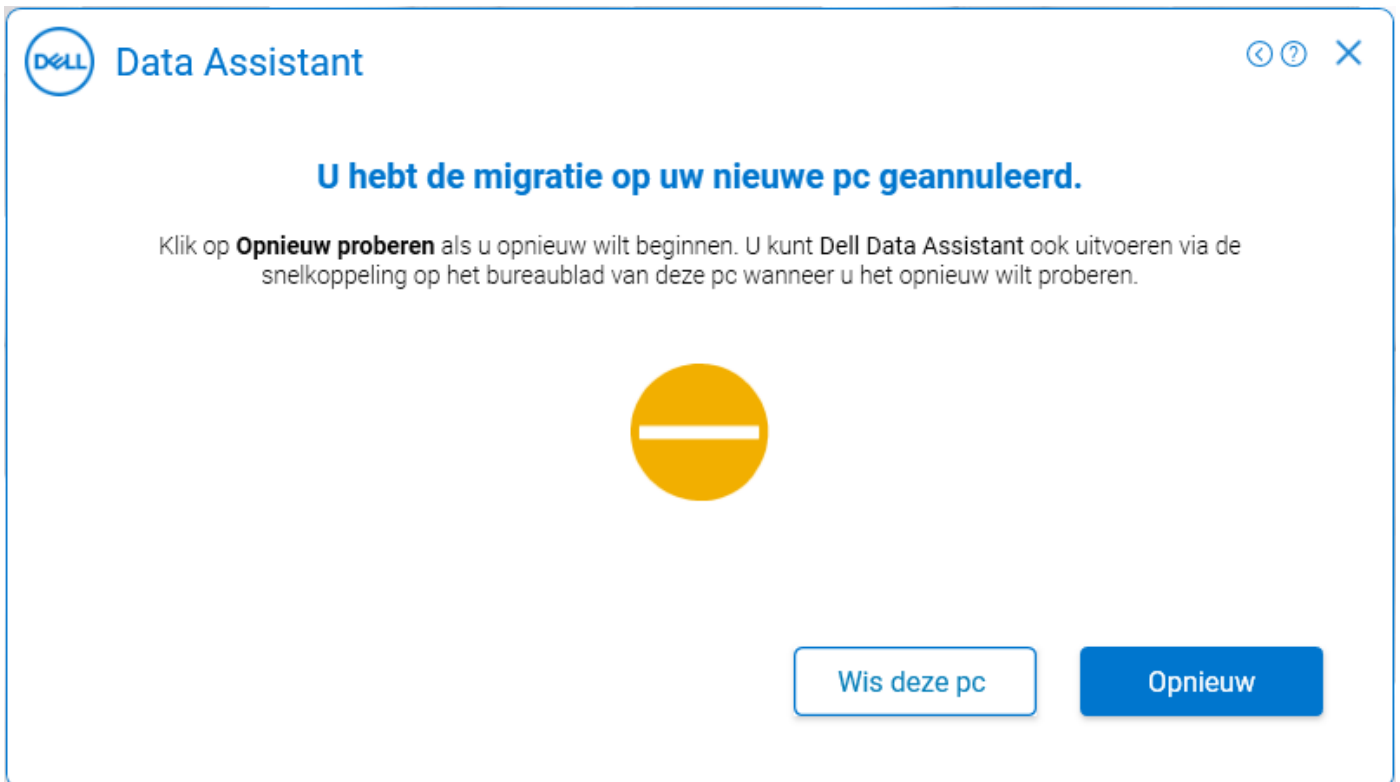 DELL Data Assistant
U hebt de migratie op uw nieuwe pc geannuleerd.
Klik op Opnieuw proberen als u opnieuw wilt beginnen. U kunt Dell Data Assistant ook uitvoeren via de
snelkoppeling op het bureaublad van deze pc wanneer u het opnieuw wilt proberen.
Wis deze pc Opnieuw